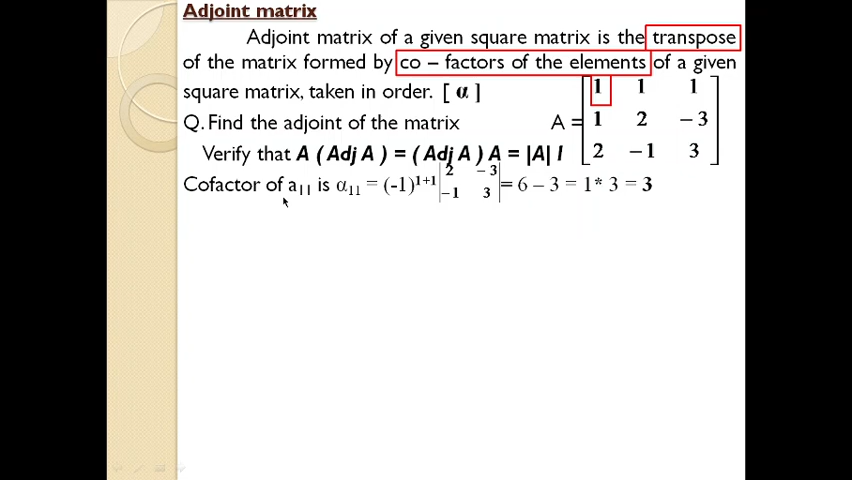 Adjoint matrix
Adjoint matrix of a given square matrix is the transpose
of the matrix formed by co – factors of the elements of a given
square matrix, taken in order. [ α ]
Q. Find the adjoint of the matrix A = [ 1 1 1
1 2 – 3
2 – 1 3 ]
Verify that A ( Adj A ) = ( Adj A ) A = |A| I
Cofactor of a₁₁ is α₁₁ = (-1)¹⁺¹ | 2 – 3
– 1 3 | = 6 – 3 = 1* 3 = 3